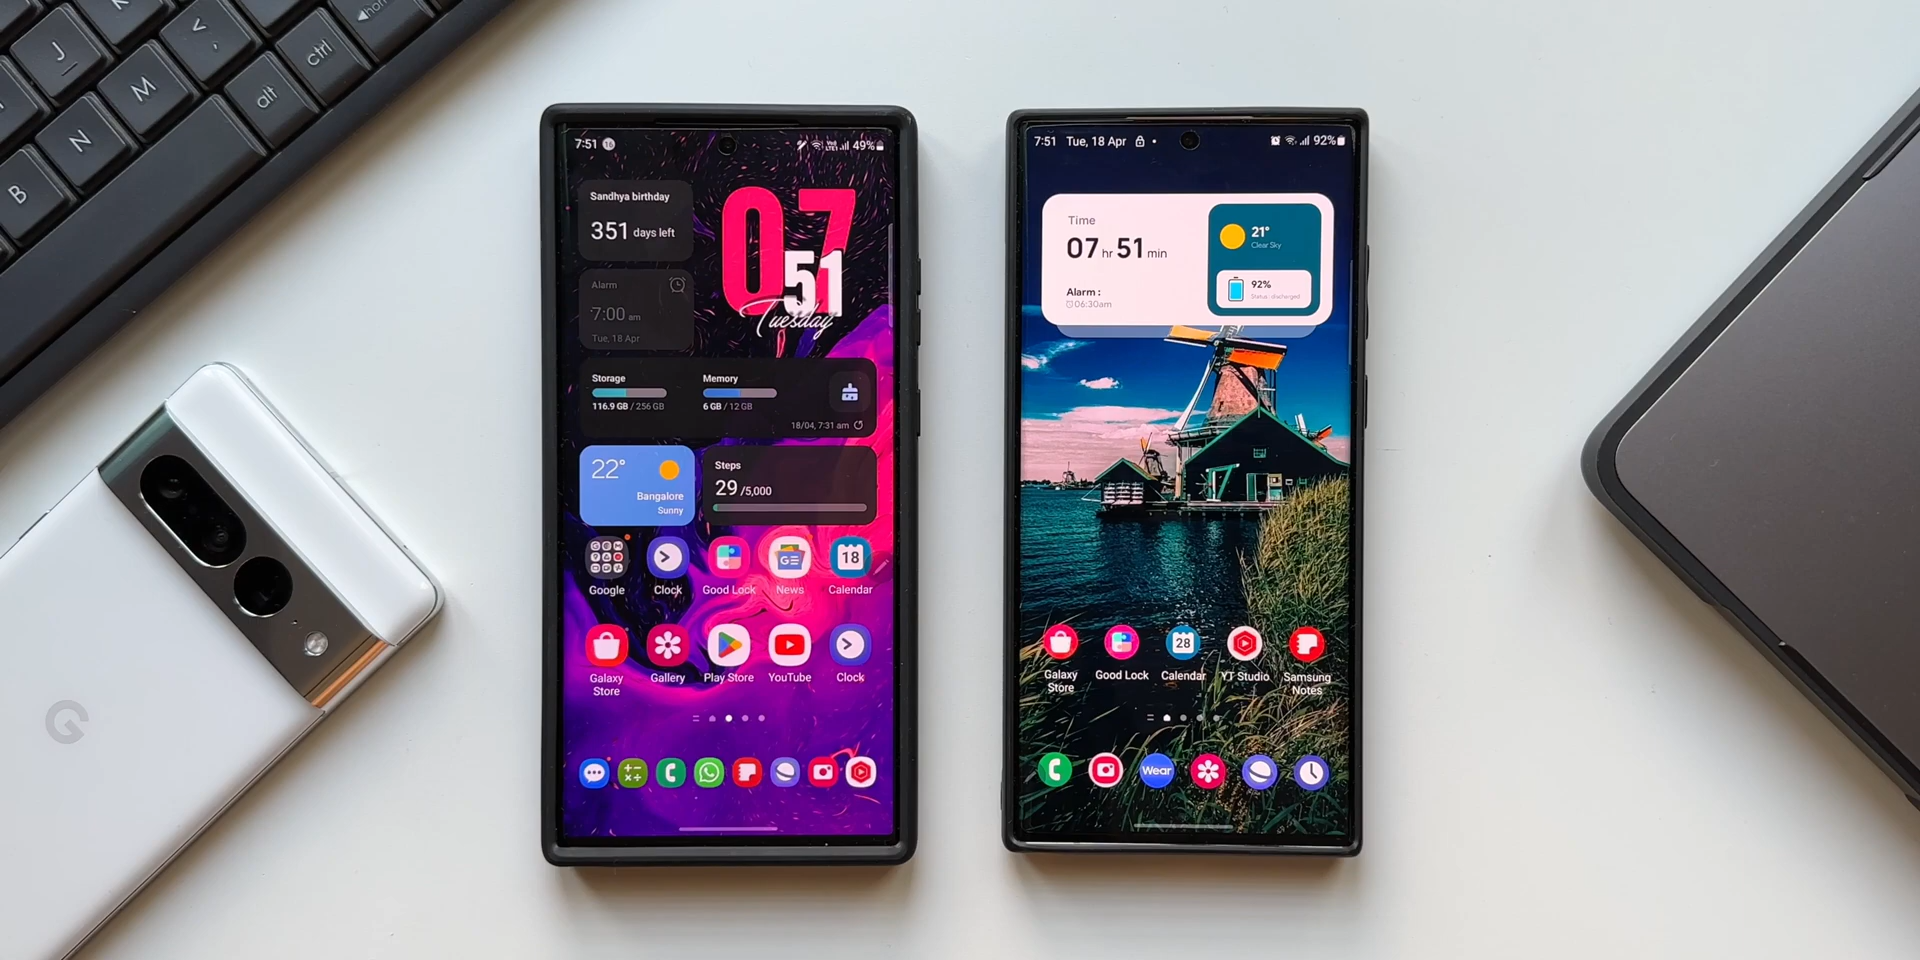 J
M
N
B
alt
ctrl
7:51 16
49%
Sandhya birthday
351 days left
07
51
Tuesday
Alarm
7:00 am
Tue, 18 Apr
Storage
116.9 GB / 256 GB
Memory
6 GB / 12 GB
18/04, 7:31 am
22°
Bangalore
Sunny
Steps
29 /5,000
Google
Clock
Good Lock
GE
News
18
Calendar
Galaxy
Store
Gallery
Play Store
YouTube
Clock
G
7:51 Tue, 18 Apr
92%
Time
07 hr 51 min
Alarm :
06:30am
21°
Clear Sky
92%
Status : discharged
Galaxy
Store
Good Lock
28
Calendar
YT Studio
Samsung
Notes
Wear